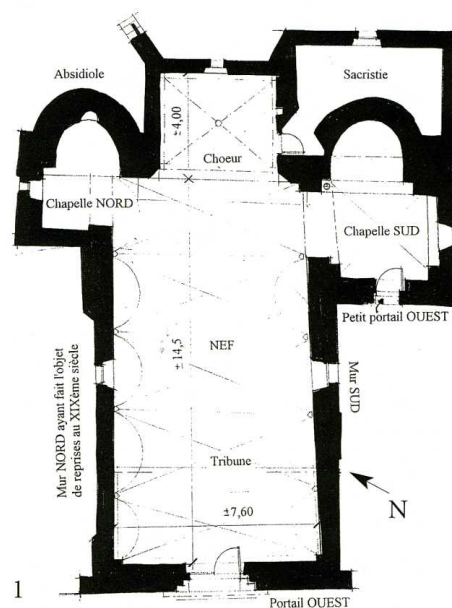 Absidiole
Sacristie
±4,00
Choeur
Chapelle NORD
Chapelle SUD
Petit portail OUEST
NEF
±14,5
Mur NORD ayant fait l'objet
de reprises au XIXème siècle
Mur SUD
Tribune
N
±7,60
1
Portail OUEST